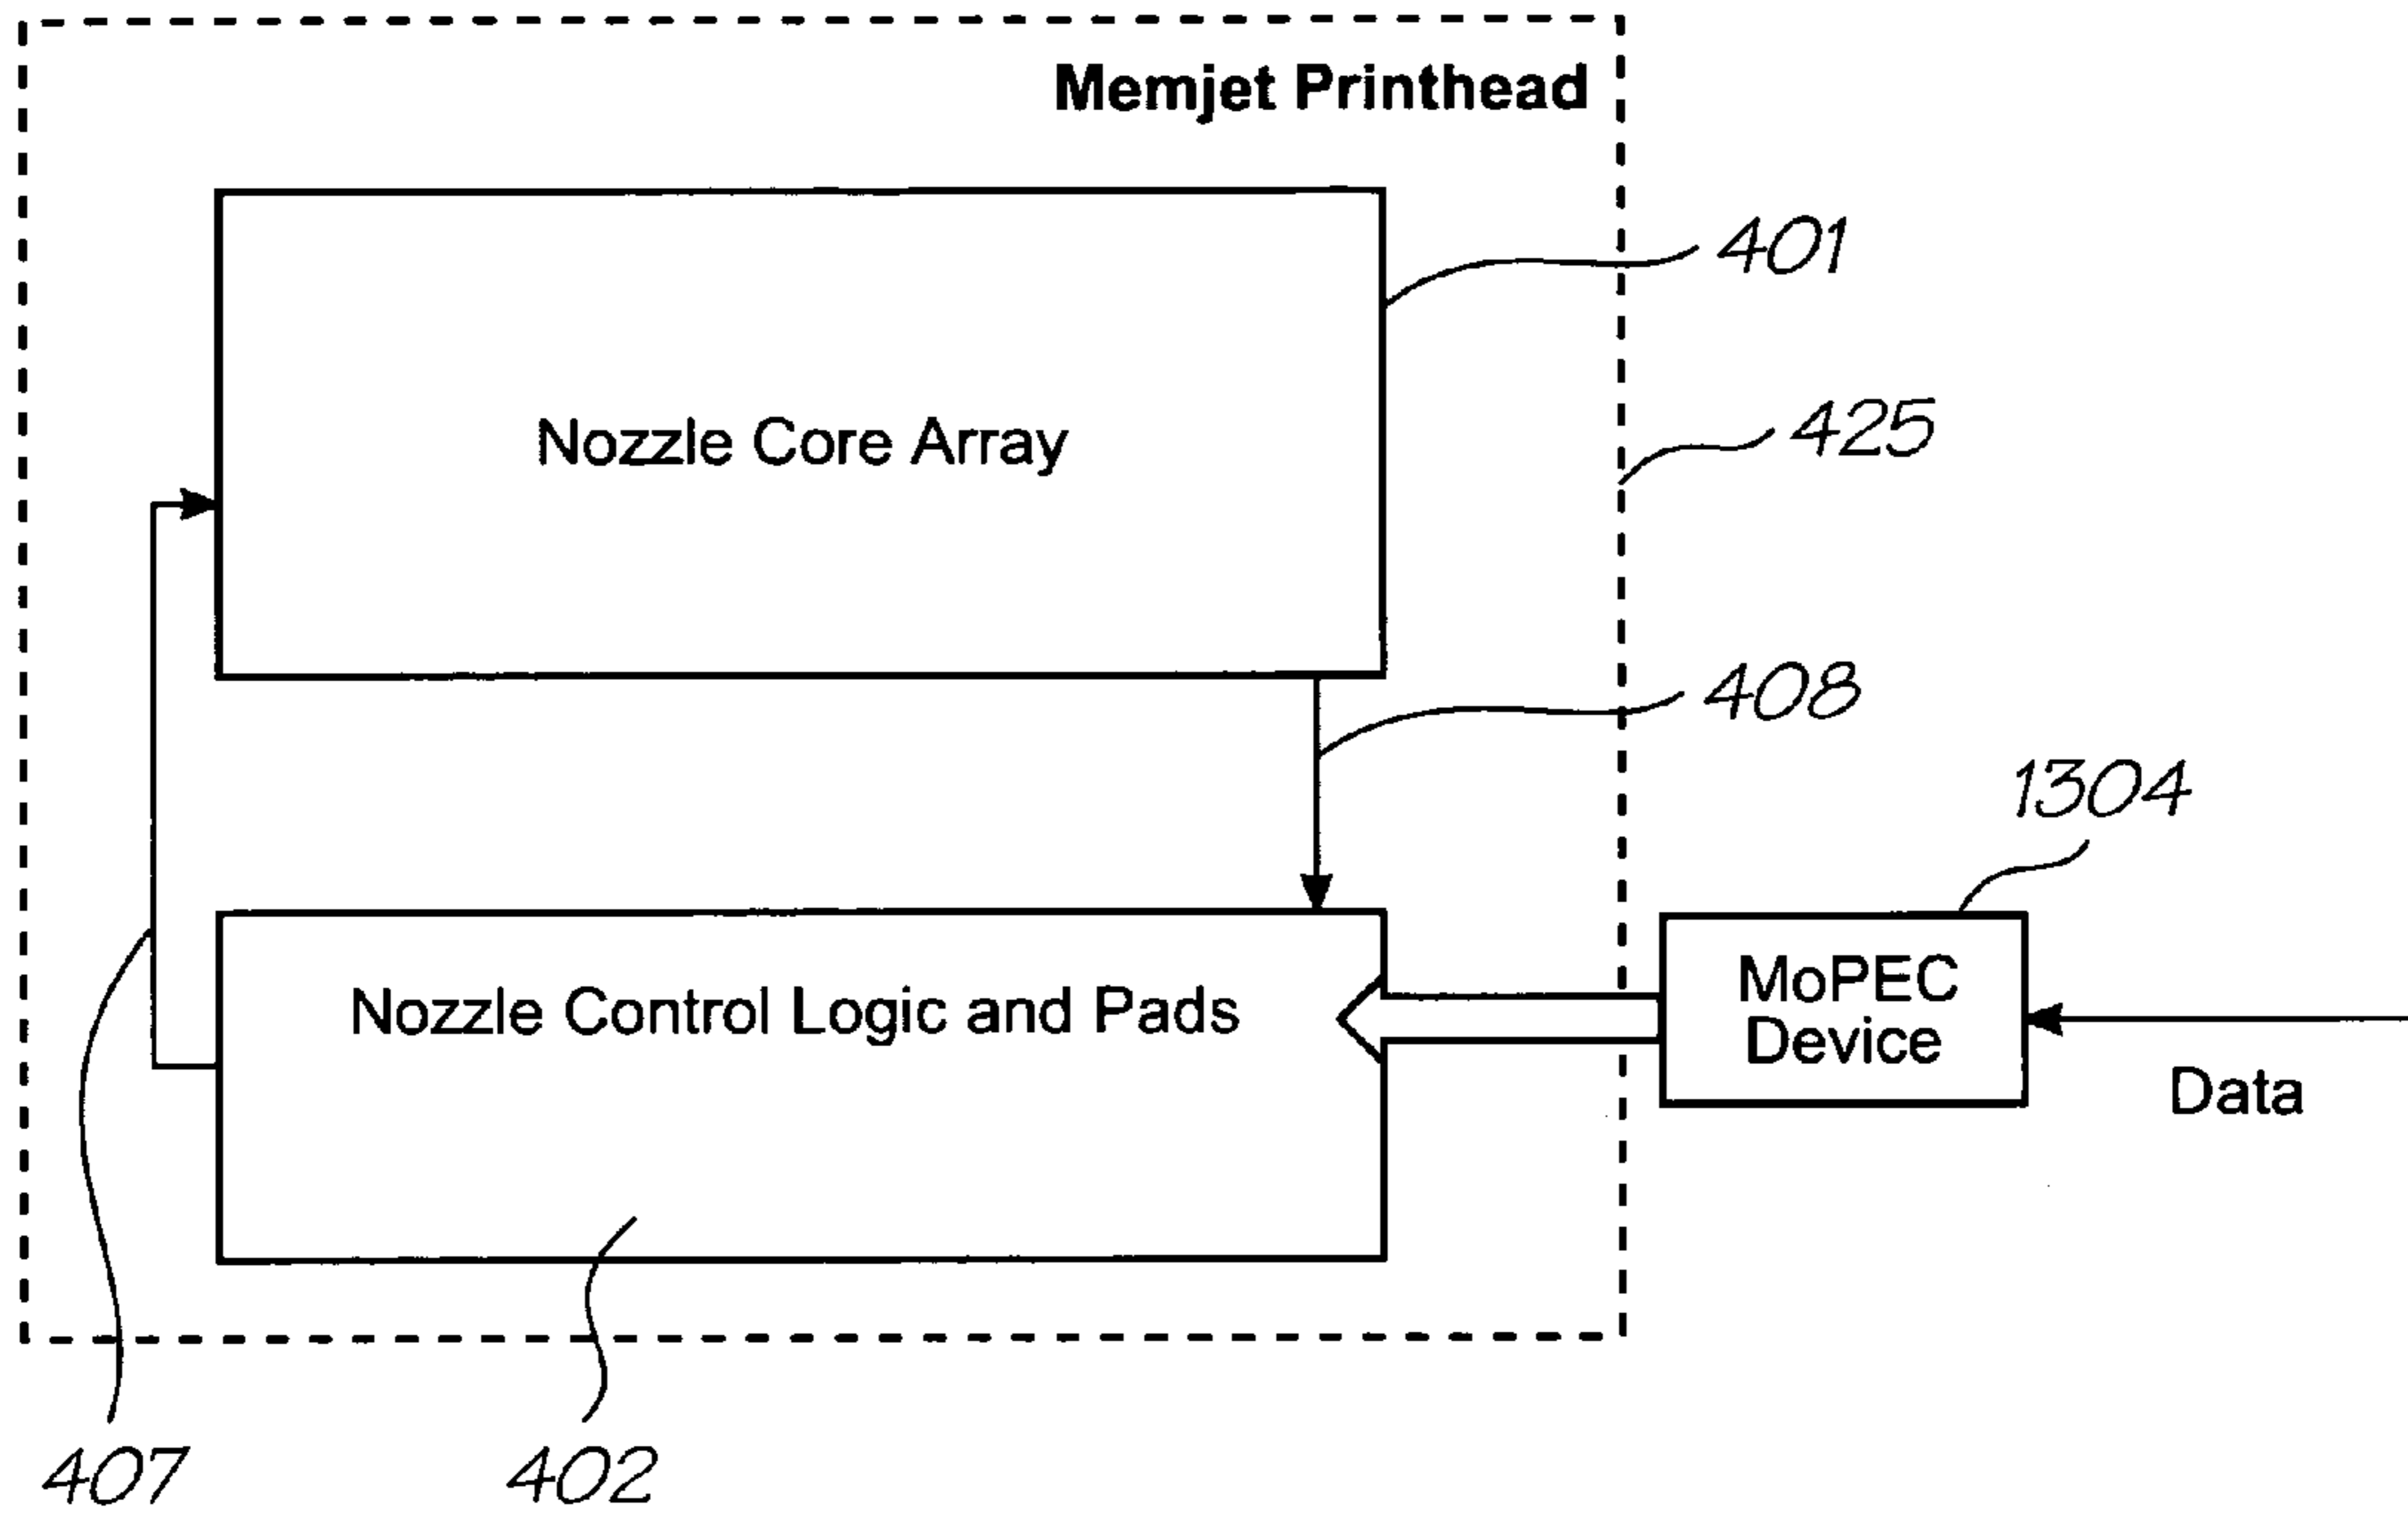 Memjet Printhead
401
Nozzle Core Array
425
408
1304
Nozzle Control Logic and Pads
MoPEC
Device
Data
407
402